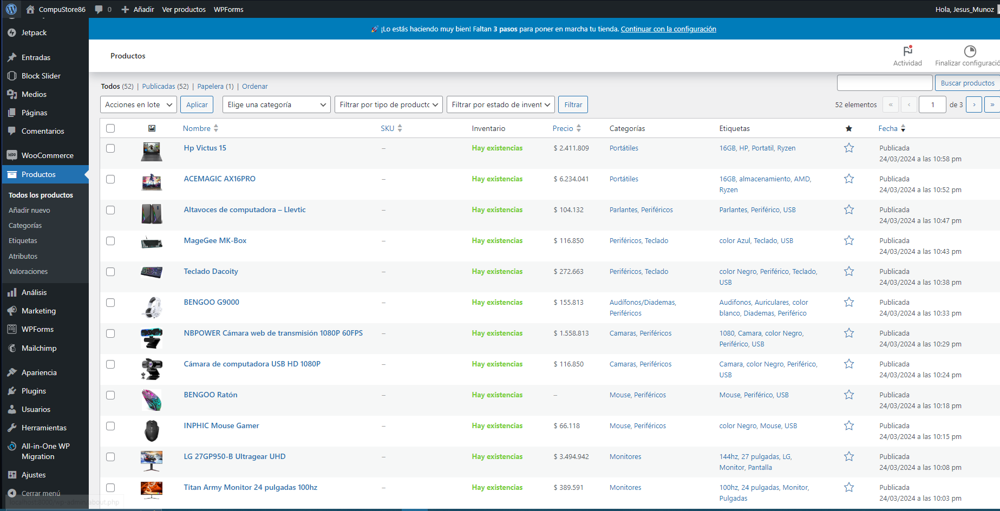 CompuStore86 0 Añadir Ver productos WPForms Hola, Jesus_Munoz
Jetpack
Entradas
Block Slider
Medios
Páginas
Comentarios
WooCommerce
Productos
Todos los productos
Añadir nuevo
Categorías
Etiquetas
Atributos
Valoraciones
Análisis
Marketing
WPForms
Mailchimp
Apariencia
Plugins
Usuarios
Herramientas
All-in-One WP
Migration
Ajustes
Cerrar menú
localhost:8000/wp-admin/about.php
¡Lo estás haciendo muy bien! Faltan 3 pasos para poner en marcha tu tienda. Continuar con la configuración
Productos
Actividad
Finalizar configuració
Todos (52) | Publicadas (52) | Papelera (1) | Ordenar
Buscar productos
Acciones en lote Aplicar Elige una categoría Filtrar por tipo de producto Filtrar por estado de invent Filtrar 52 elementos « ‹ 1 de 3 › »
Nombre SKU Inventario Precio Categorías Etiquetas ★ Fecha
Hp Victus 15 – Hay existencias $ 2.411.809 Portátiles 16GB, HP, Portatil, Ryzen Publicada
24/03/2024 a las 10:58 pm
ACEMAGIC AX16PRO – Hay existencias $ 6.234.041 Portátiles 16GB, almacenamiento, AMD, Publicada
Ryzen 24/03/2024 a las 10:52 pm
Altavoces de computadora – Llevtic – Hay existencias $ 104.132 Parlantes, Periféricos Parlantes, Periférico, USB Publicada
24/03/2024 a las 10:47 pm
MageGee MK-Box – Hay existencias $ 116.850 Periféricos, Teclado color Azul, Teclado, USB Publicada
24/03/2024 a las 10:43 pm
Teclado Dacoity – Hay existencias $ 272.663 Periféricos, Teclado color Negro, Periférico, Teclado, Publicada
USB 24/03/2024 a las 10:38 pm
BENGOO G9000 – Hay existencias $ 155.813 Audífonos/Diademas, Audifonos, Auriculares, color Publicada
Periféricos blanco, Diademas, Periférico 24/03/2024 a las 10:33 pm
NBPOWER Cámara web de transmisión 1080P 60FPS – Hay existencias $ 1.558.813 Camaras, Periféricos 1080, Camara, color Negro, Publicada
Periférico, USB 24/03/2024 a las 10:29 pm
Cámara de computadora USB HD 1080P – Hay existencias $ 116.850 Camaras, Periféricos Camara, color Negro, Periférico, Publicada
USB 24/03/2024 a las 10:24 pm
BENGOO Ratón – Hay existencias – Mouse, Periféricos Mouse, Periférico, USB Publicada
24/03/2024 a las 10:18 pm
INPHIC Mouse Gamer – Hay existencias $ 66.118 Mouse, Periféricos color Negro, Mouse, USB Publicada
24/03/2024 a las 10:15 pm
LG 27GP950-B Ultragear UHD – Hay existencias $ 3.494.942 Monitores 144hz, 27 pulgadas, LG, Publicada
Monitor, Pantalla 24/03/2024 a las 10:08 pm
Titan Army Monitor 24 pulgadas 100hz – Hay existencias $ 389.591 Monitores 100hz, 24 pulgadas, Monitor, Publicada
Pulgadas 24/03/2024 a las 10:03 pm